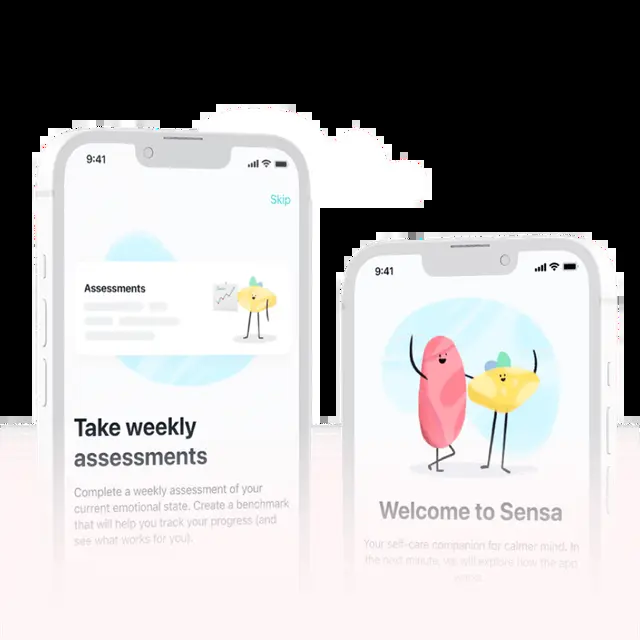 9:41
Skip
Assessments
Take weekly
assessments
Complete a weekly assessment of your
current emotional state. Create a benchmark
that will help you track your progress (and
see what works for you).
9:41
Welcome to Sensa
Your self-care companion for calmer mind. In
the next minute, we will explore how the app
works